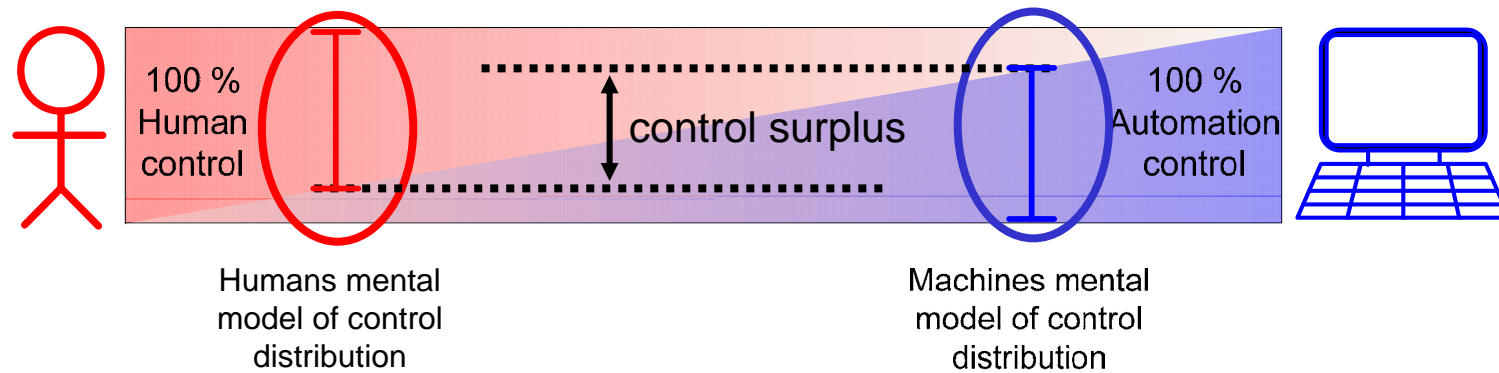 100 %
Human
control
control surplus
100 %
Automation
control
Humans mental
model of control
distribution
Machines mental
model of control
distribution